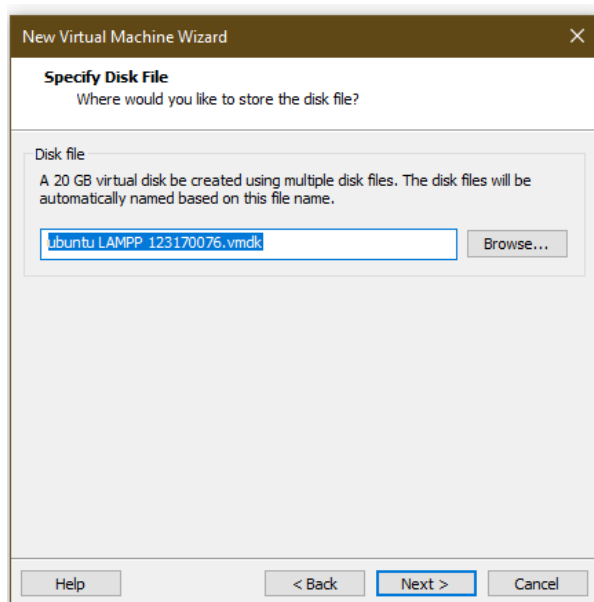 New Virtual Machine Wizard
Specify Disk File
Where would you like to store the disk file?
Disk file
A 20 GB virtual disk be created using multiple disk files. The disk files will be
automatically named based on this file name.
ubuntu LAMPP 123170076.vmdk
Browse...
Help
< Back
Next >
Cancel